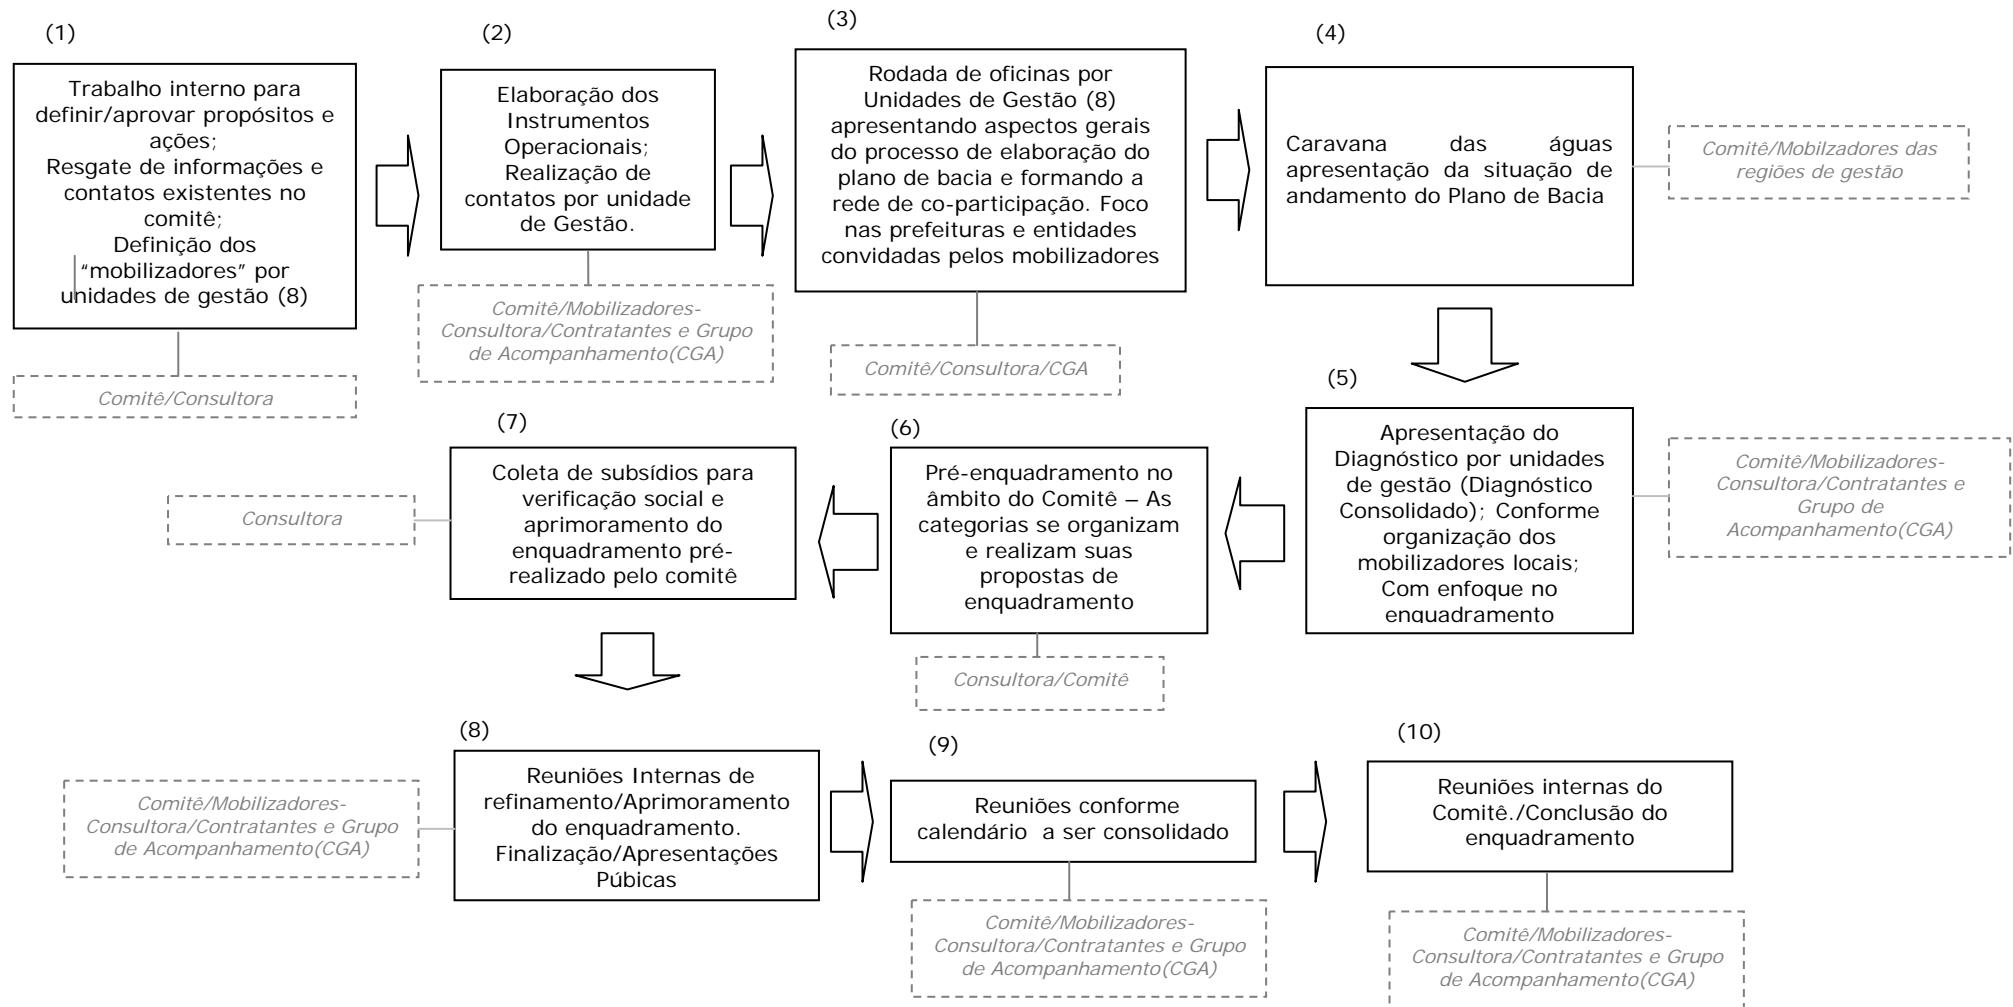 (1)
Trabalho interno para
definir/aprovar propósitos e
ações;
Resgate de informações e
contatos existentes no
comitê;
Definição dos
“mobilizadores” por
unidades de gestão (8)
Comitê/Consultora
(2)
Elaboração dos
Instrumentos
Operacionais;
Realização de
contatos por unidade
de Gestão.
Comitê/Mobilizadores-
Consultora/Contratantes e Grupo
de Acompanhamento(CGA)
(3)
Rodada de oficinas por
Unidades de Gestão (8)
apresentando aspectos gerais
do processo de elaboração do
plano de bacia e formando a
rede de co-participação. Foco
nas prefeituras e entidades
convidadas pelos mobilizadores
Comitê/Consultora/CGA
(4)
Caravana das águas
apresentação da situação de
andamento do Plano de Bacia
Comitê/Mobilzadores das
regiões de gestão
(5)
Apresentação do
Diagnóstico por unidades
de gestão (Diagnóstico
Consolidado); Conforme
organização dos
mobilizadores locais;
Com enfoque no
enquadramento
Comitê/Mobilizadores-
Consultora/Contratantes e
Grupo de
Acompanhamento(CGA)
(6)
Pré-enquadramento no
âmbito do Comitê – As
categorias se organizam
e realizam suas
propostas de
enquadramento
Consultora/Comitê
(7)
Coleta de subsídios para
verificação social e
aprimoramento do
enquadramento pré-
realizado pelo comitê
Consultora
(8)
Reuniões Internas de
refinamento/Aprimoramento
do enquadramento.
Finalização/Apresentações
Púbicas
Comitê/Mobilizadores-
Consultora/Contratantes e Grupo
de Acompanhamento(CGA)
(9)
Reuniões conforme
calendário a ser consolidado
Comitê/Mobilizadores-
Consultora/Contratantes e Grupo
de Acompanhamento(CGA)
(10)
Reuniões internas do
Comitê./Conclusão do
enquadramento
Comitê/Mobilizadores-
Consultora/Contratantes e Grupo
de Acompanhamento(CGA)